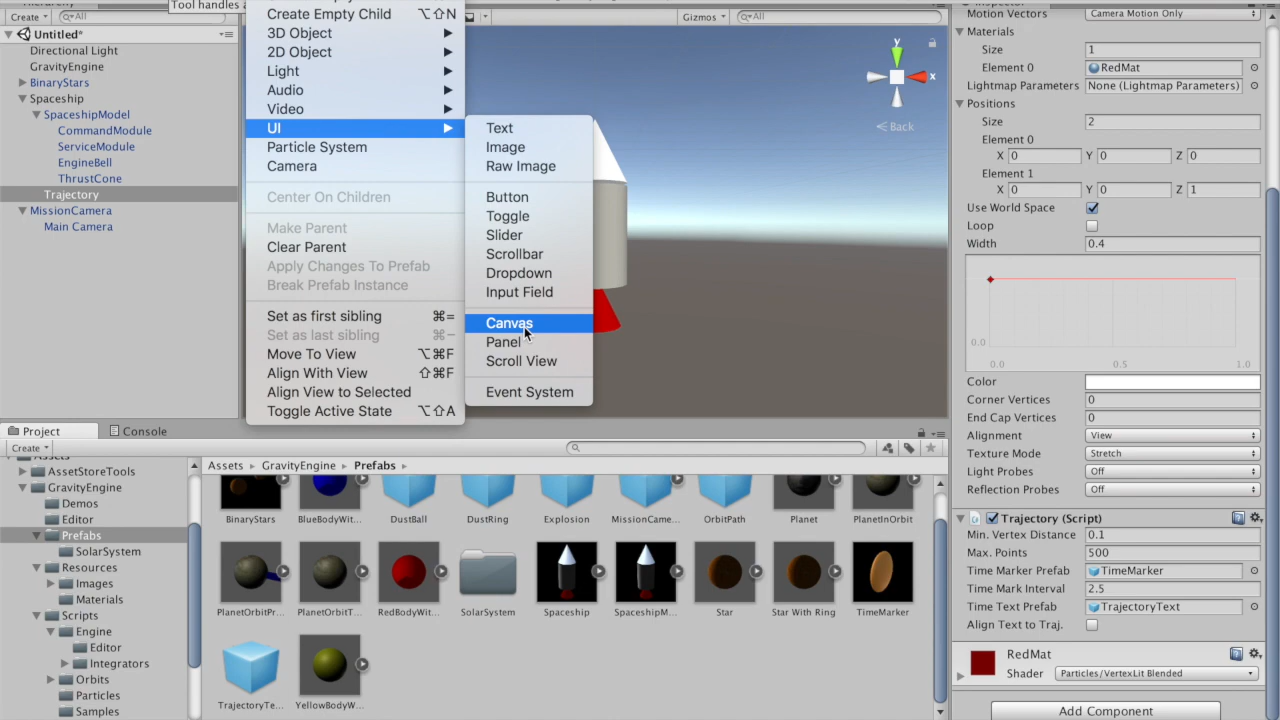 Tool handles a
Create
All
Untitled*
Directional Light
GravityEngine
BinaryStars
Spaceship
SpaceshipModel
CommandModule
ServiceModule
EngineBell
ThrustCone
Trajectory
MissionCamera
Main Camera
Create Empty Child ⌥⇧N
3D Object
2D Object
Light
Audio
Video
UI
Particle System
Camera
Center On Children
Make Parent
Clear Parent
Apply Changes To Prefab
Break Prefab Instance
Set as first sibling ⌘=
Set as last sibling ⌘−
Move To View ⌥⌘F
Align With View ⇧⌘F
Align View to Selected
Toggle Active State ⌥⇧A
Text
Image
Raw Image
Button
Toggle
Slider
Scrollbar
Dropdown
Input Field
Canvas
Panel
Scroll View
Event System
Gizmos
All
y
x
Back
Motion Vectors Camera Motion Only
Materials
Size 1
Element 0 RedMat
Lightmap Parameters None (Lightmap Parameters)
Positions
Size 2
Element 0
X 0 Y 0 Z 0
Element 1
X 0 Y 0 Z 1
Use World Space
Loop
Width 0.4
0.0
0.0 0.5 1.0
Color
Corner Vertices 0
End Cap Vertices 0
Alignment View
Texture Mode Stretch
Light Probes Off
Reflection Probes Off
Trajectory (Script)
Min. Vertex Distance 0.1
Max. Points 500
Time Marker Prefab TimeMarker
Time Mark Interval 2.5
Time Text Prefab TrajectoryText
Align Text to Traj.
RedMat
Shader Particles/VertexLit Blended
Add Component
Project Console
Create
Assets
AssetStoreTools
GravityEngine
Demos
Editor
Prefabs
SolarSystem
Resources
Images
Materials
Scripts
Engine
Editor
Integrators
Orbits
Particles
Samples
Assets GravityEngine Prefabs
BinaryStars BlueBodyWit... DustBall DustRing Explosion MissionCame... OrbitPath Planet PlanetInOrbit
PlanetOrbitPr... PlanetOrbitT... RedBodyWit... SolarSystem Spaceship SpaceshipM... Star Star With Ring TimeMarker
TrajectoryTe... YellowBodyW...